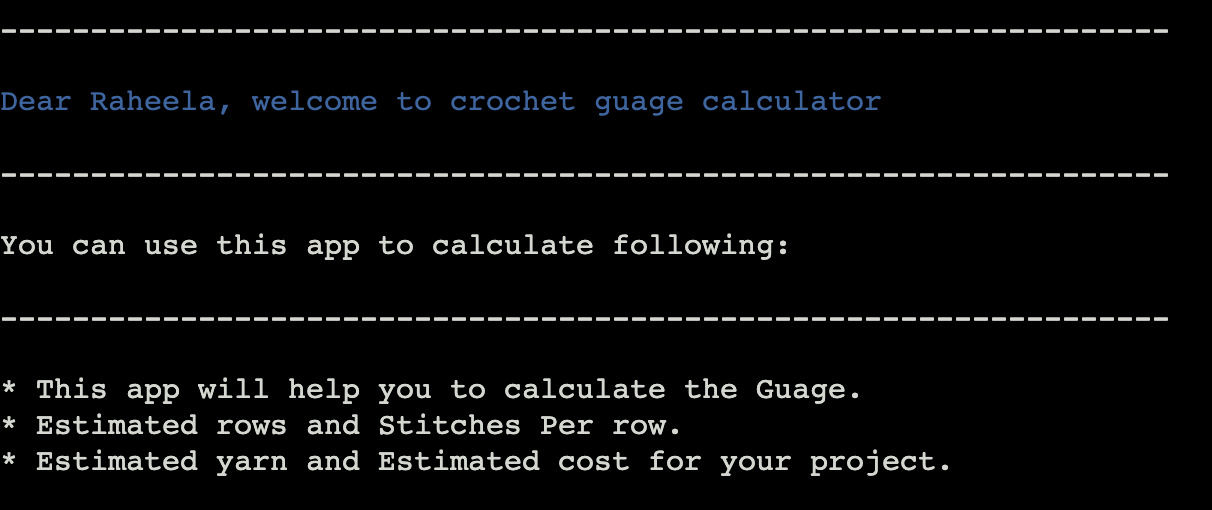 -----------------------------------------------------------------
Dear Raheela, welcome to crochet guage calculator
-----------------------------------------------------------------
You can use this app to calculate following:
-----------------------------------------------------------------
* This app will help you to calculate the Guage.
* Estimated rows and Stitches Per row.
* Estimated yarn and Estimated cost for your project.